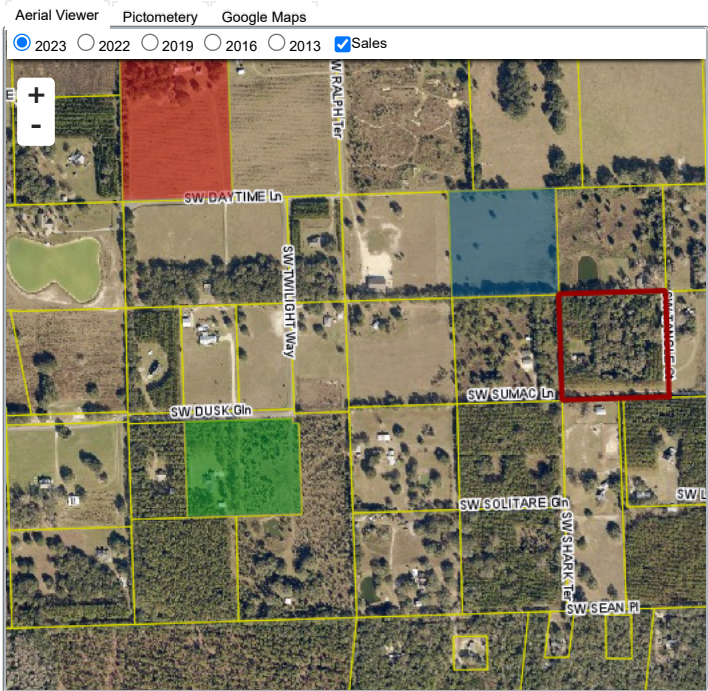 Aerial Viewer Pictometery Google Maps
2023 2022 2019 2016 2013 Sales
+
-
E
W RALPH Ter
SW DAYTIME Ln
SW TWILIGHT Way
SW SUMAC Ln
SW DUSK Gln
SW L
SW SOLITARE Gln
SW SHARK Ter
SW SEAN Pl